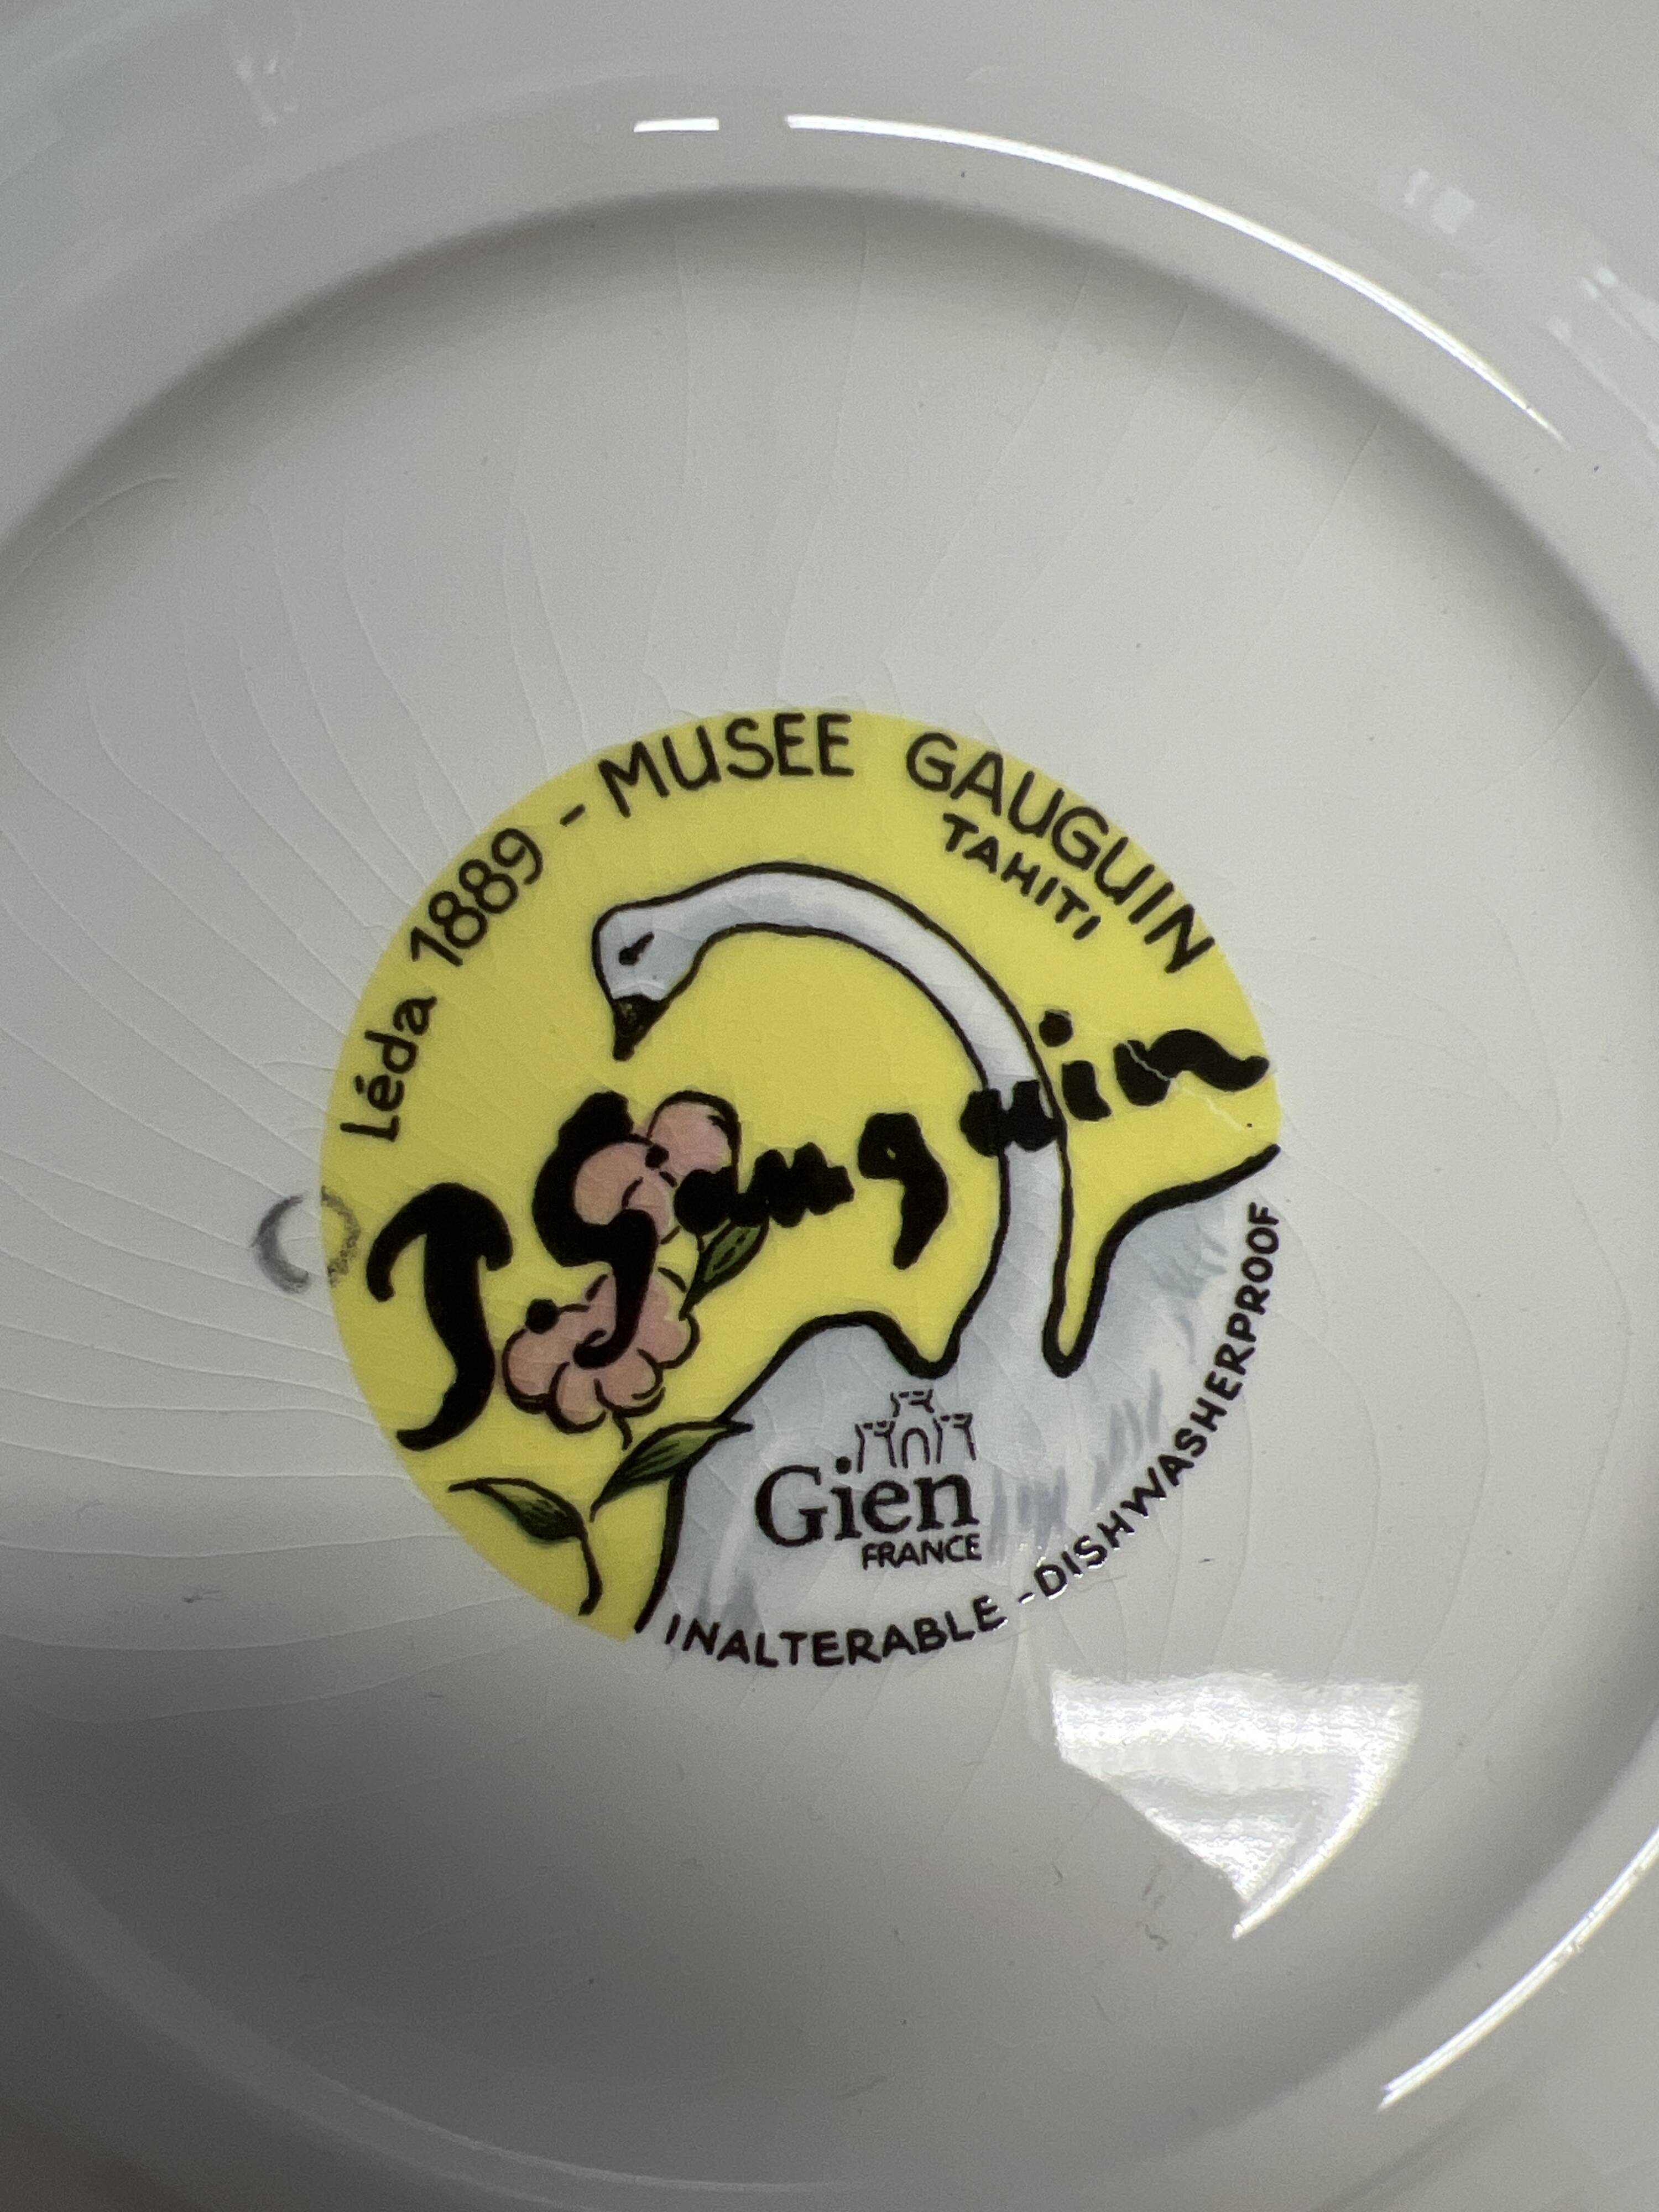 Léda 1889 - MUSEE GAUGUIN
TAHITI
P. Gauguin
Gien
FRANCE
INALTERABLE - DISHWASHERPROOF